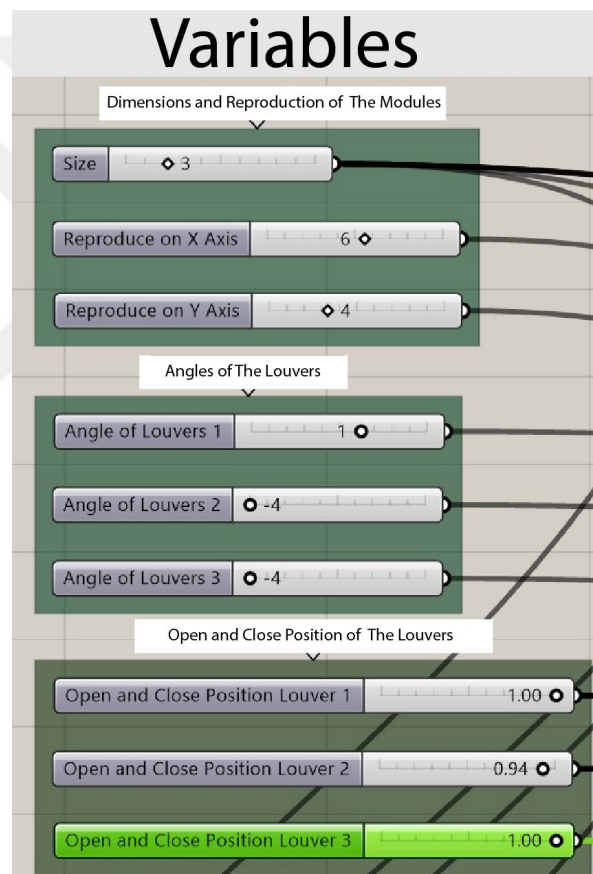 Variables
Dimensions and Reproduction of The Modules
Size 3
Reproduce on X Axis 6
Reproduce on Y Axis 4
Angles of The Louvers
Angle of Louvers 1 1
Angle of Louvers 2 -4
Angle of Louvers 3 -4
Open and Close Position of The Louvers
Open and Close Position Louver 1 1.00
Open and Close Position Louver 2 0.94
Open and Close Position Louver 3 1.00